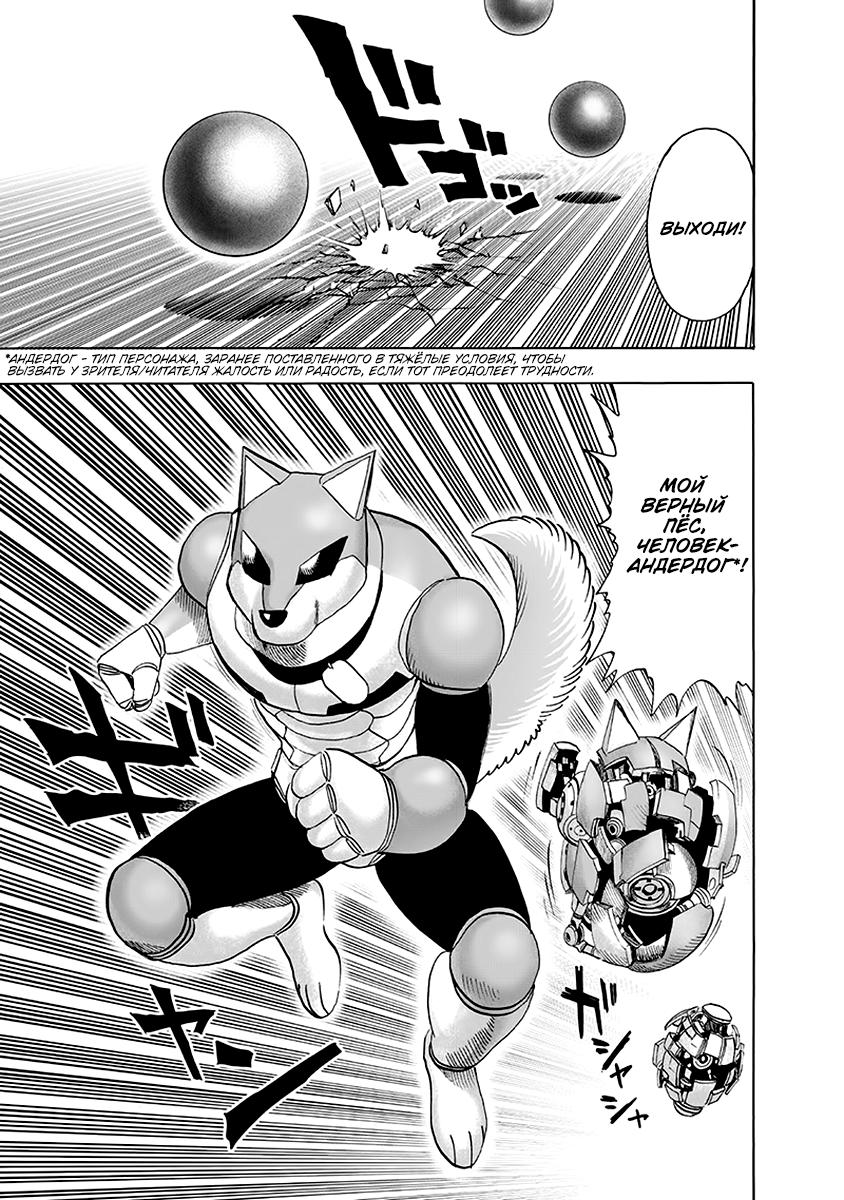 ドゴッ
ВЫХОДИ!
*АНДЕРДОГ - ТИП ПЕРСОНАЖА, ЗАРАНЕЕ ПОСТАВЛЕННОГО В ТЯЖЁЛЫЕ УСЛОВИЯ, ЧТОБЫ
ВЫЗВАТЬ У ЗРИТЕЛЯ/ЧИТАТЕЛЯ ЖАЛОСТЬ ИЛИ РАДОСТЬ, ЕСЛИ ТОТ ПРЕОДОЛЕЕТ ТРУДНОСТИ.
МОЙ
ВЕРНЫЙ
ПЁС,
ЧЕЛОВЕК-
АНДЕРДОГ*!
ガシャガシャ
ギャン